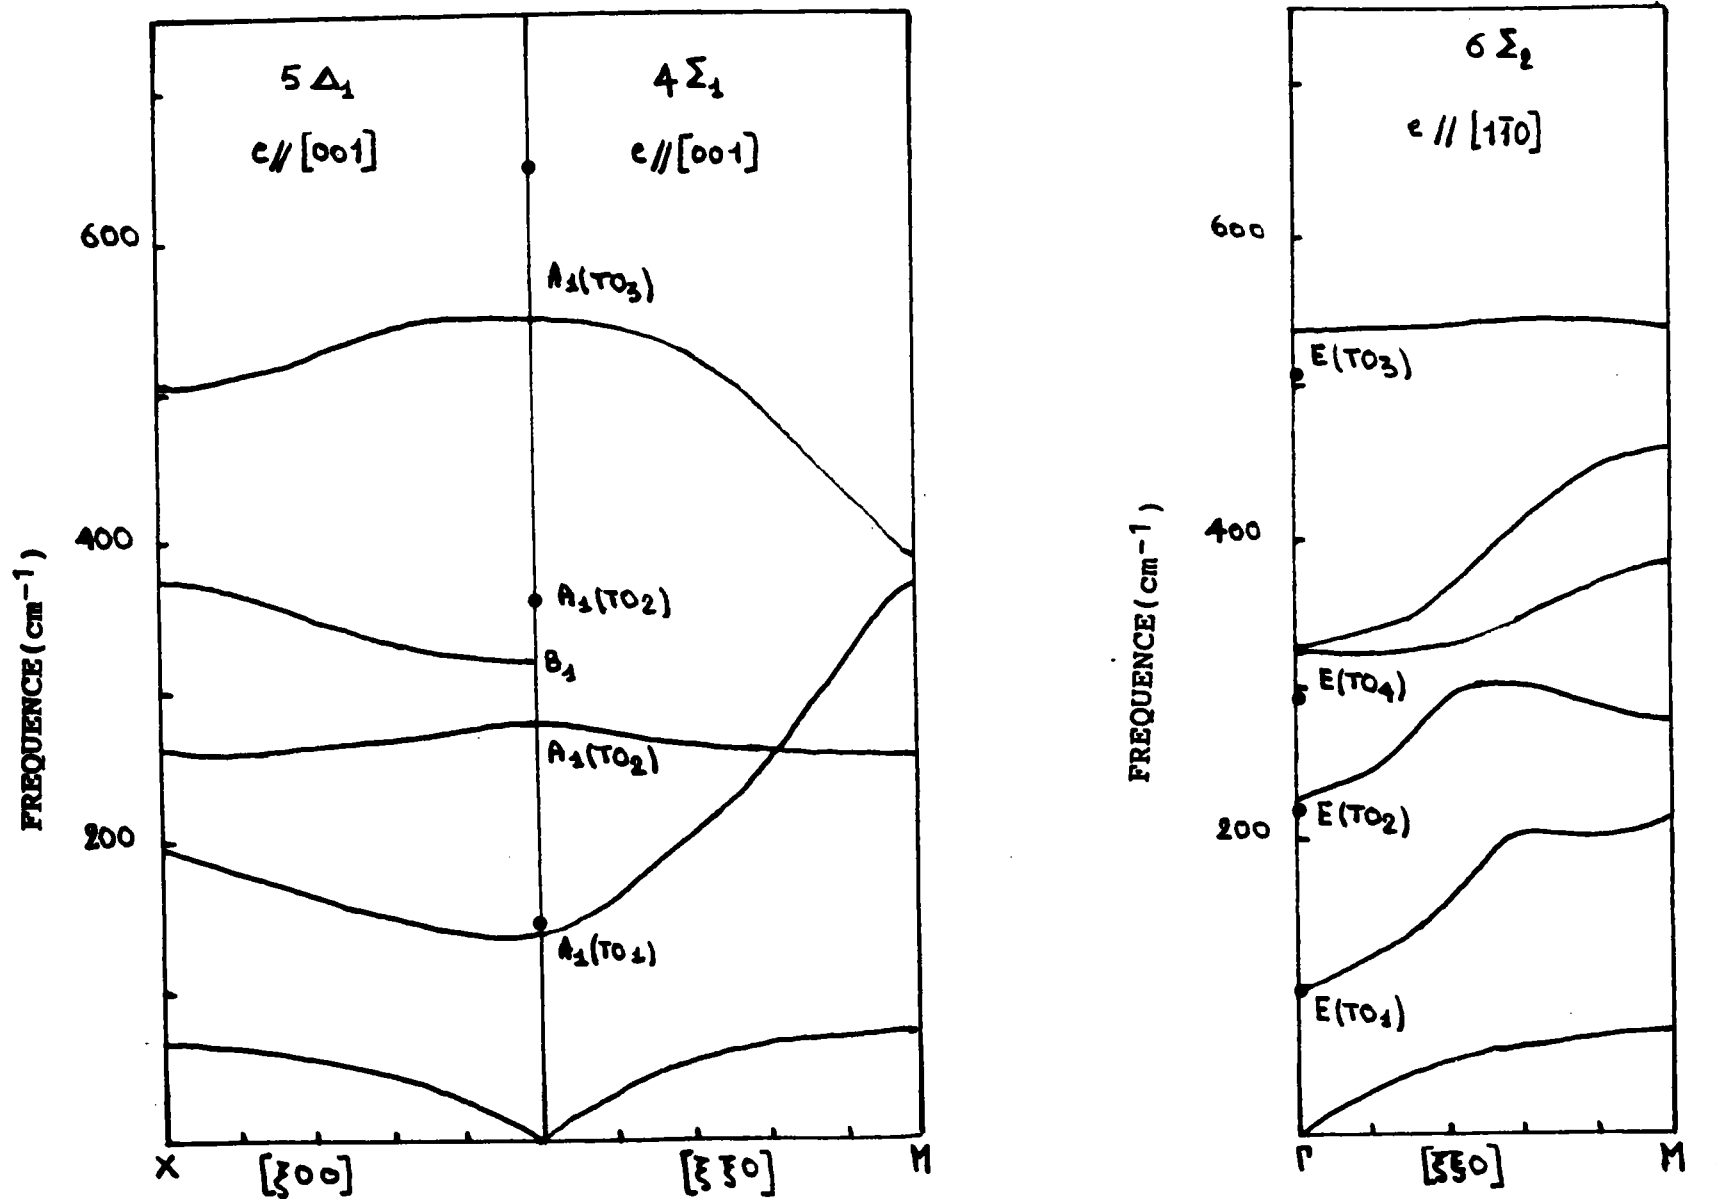 5 Δ₁
4 Σ₁
e//[001]
e//[001]
600
A₁(TO₃)
400
A₁(TO₂)
B₁
A₁(TO₂)
200
A₁(TO₁)
FREQUENCE(cm⁻¹)
X
[ξ00]
[ξξ0]
M
6 Σ₂
e // [11̄0]
600
E(TO₃)
400
E(TO₄)
E(TO₂)
200
E(TO₁)
FREQUENCE(cm⁻¹)
Γ
[ξξ0]
M